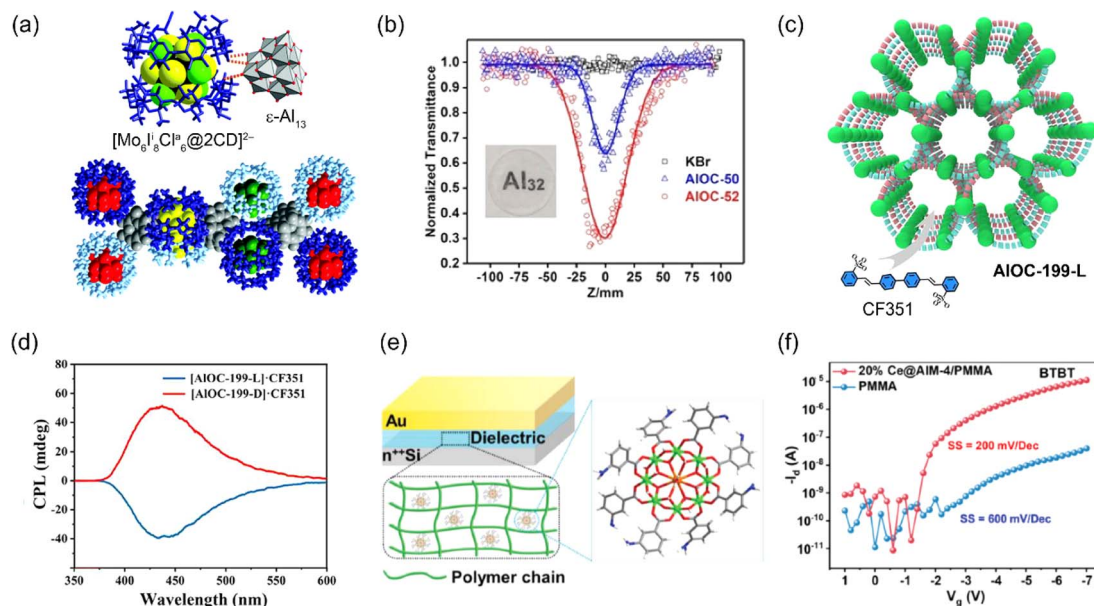 (a)
ε-Al₁₃
[Mo₆Iⁱ₈Clᵃ₆@2CD]²⁻
(b)
Normalized Transmittance
1.0
0.9
0.8
0.7
0.6
0.5
0.4
0.3
0.2
Al₃₂
KBr
AlOC-50
AlOC-52
-100 -75 -50 -25 0 25 50 75 100
Z/mm
(c)
AlOC-199-L
CF351
(d)
CPL (mdeg)
80
60
40
20
0
-20
-40
[AlOC-199-L]·CF351
[AlOC-199-D]·CF351
350 400 450 500 550 600
Wavelength (nm)
(e)
Au
Dielectric
n⁺⁺Si
Polymer chain
(f)
-I_d (A)
20% Ce@AlM-4/PMMA
PMMA
BTBT
10⁻⁵
10⁻⁶
10⁻⁷
10⁻⁸
10⁻⁹
10⁻¹⁰
10⁻¹¹
SS = 200 mV/Dec
SS = 600 mV/Dec
1 0 -1 -2 -3 -4 -5 -6 -7
V_g (V)